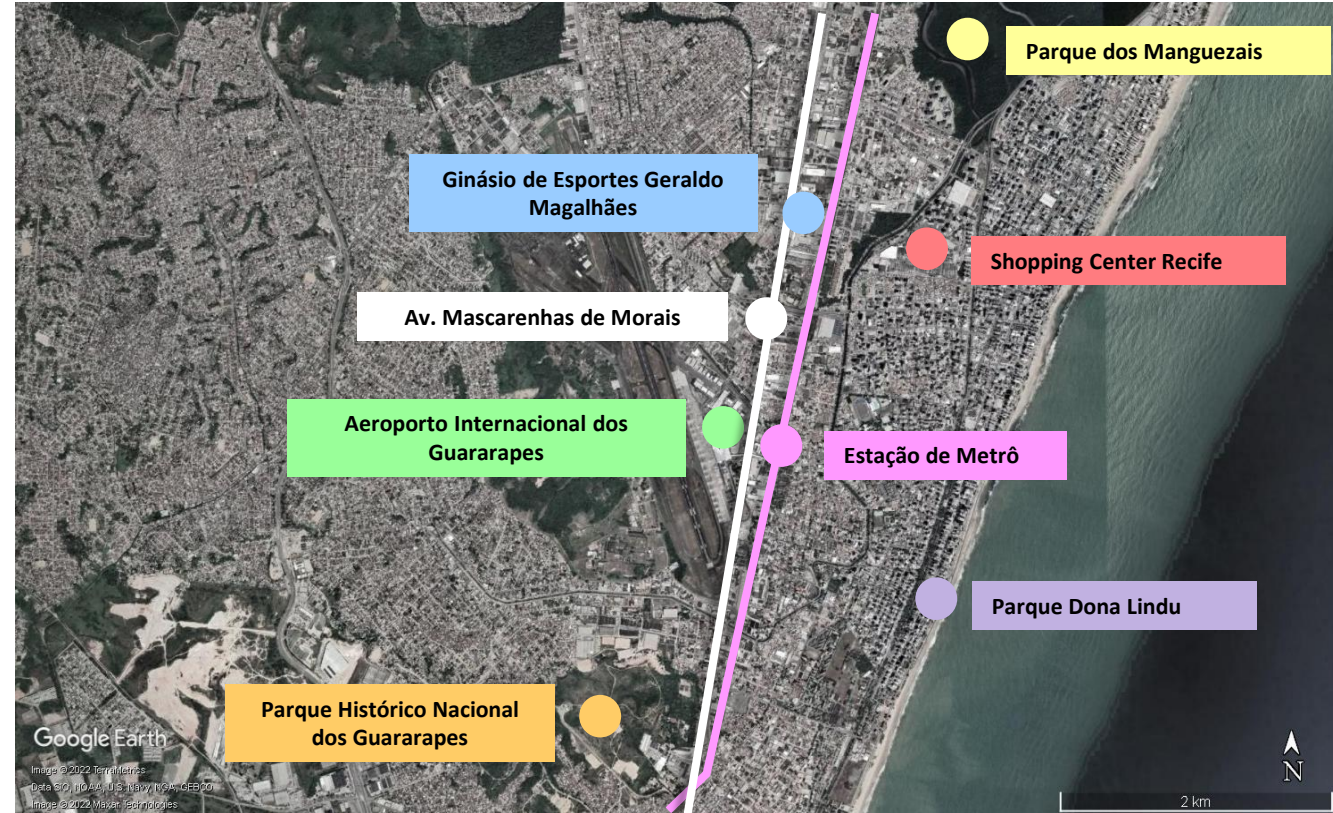 Parque dos Manguezais
Ginásio de Esportes Geraldo
Magalhães
Shopping Center Recife
Av. Mascarenhas de Morais
Aeroporto Internacional dos
Guararapes
Estação de Metrô
Parque Dona Lindu
Parque Histórico Nacional
dos Guararapes
Google Earth
Image © 2022 TerraMetrics
Data SIO, NOAA, U.S. Navy, NGA, GEBCO
Image © 2022 Maxar Technologies
N
2 km